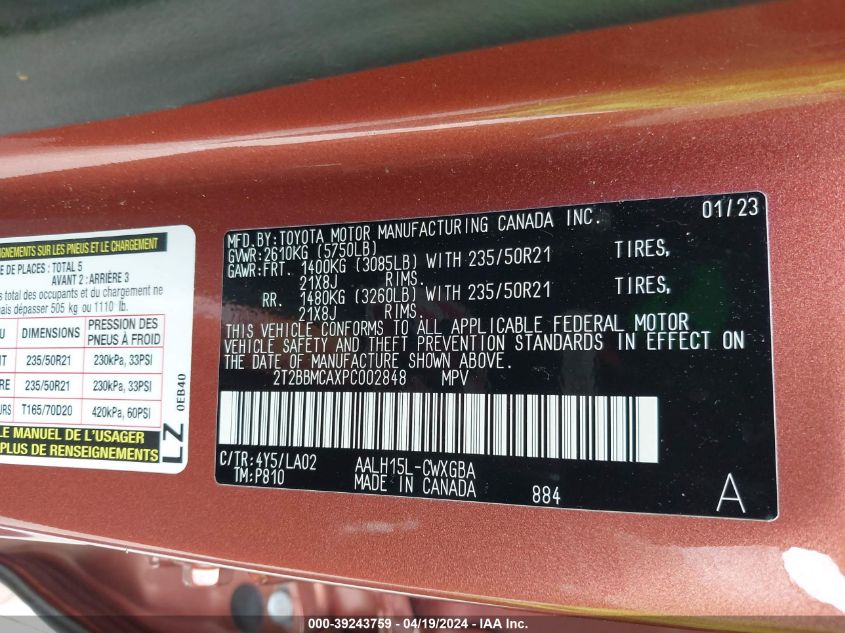 NSEIGNEMENTS SUR LES PNEUS ET LE CHARGEMENT
E DE PLACES : TOTAL 5
AVANT 2 : ARRIÈRE 3
s total des occupants et du chargement ne
mais dépasser 505 kg ou 1110 lb.
U DIMENSIONS PRESSION DES PNEUS À FROID
NT 235/50R21 230kPa, 33PSI
RE 235/50R21 230kPa, 33PSI
URS T165/70D20 420kPa, 60PSI
LE MANUEL DE L'USAGER
PLUS DE RENSEIGNEMENTS
LZ 0EB40
MFD.BY:TOYOTA MOTOR MANUFACTURING CANADA INC. 01/23
GVWR:2610KG (5750LB)
GAWR:FRT. 1400KG (3085LB) WITH 235/50R21 TIRES,
21X8J RIMS.
RR. 1480KG (3260LB) WITH 235/50R21 TIRES,
21X8J RIMS.
THIS VEHICLE CONFORMS TO ALL APPLICABLE FEDERAL MOTOR
VEHICLE SAFETY AND THEFT PREVENTION STANDARDS IN EFFECT ON
THE DATE OF MANUFACTURE SHOWN ABOVE.
2T2BBMCAXPC002848 MPV
C/TR:4Y5/LA02 AALH15L-CWXGBA
TM:P810 MADE IN CANADA 884 A
000-39243759 - 04/19/2024 - IAA Inc.